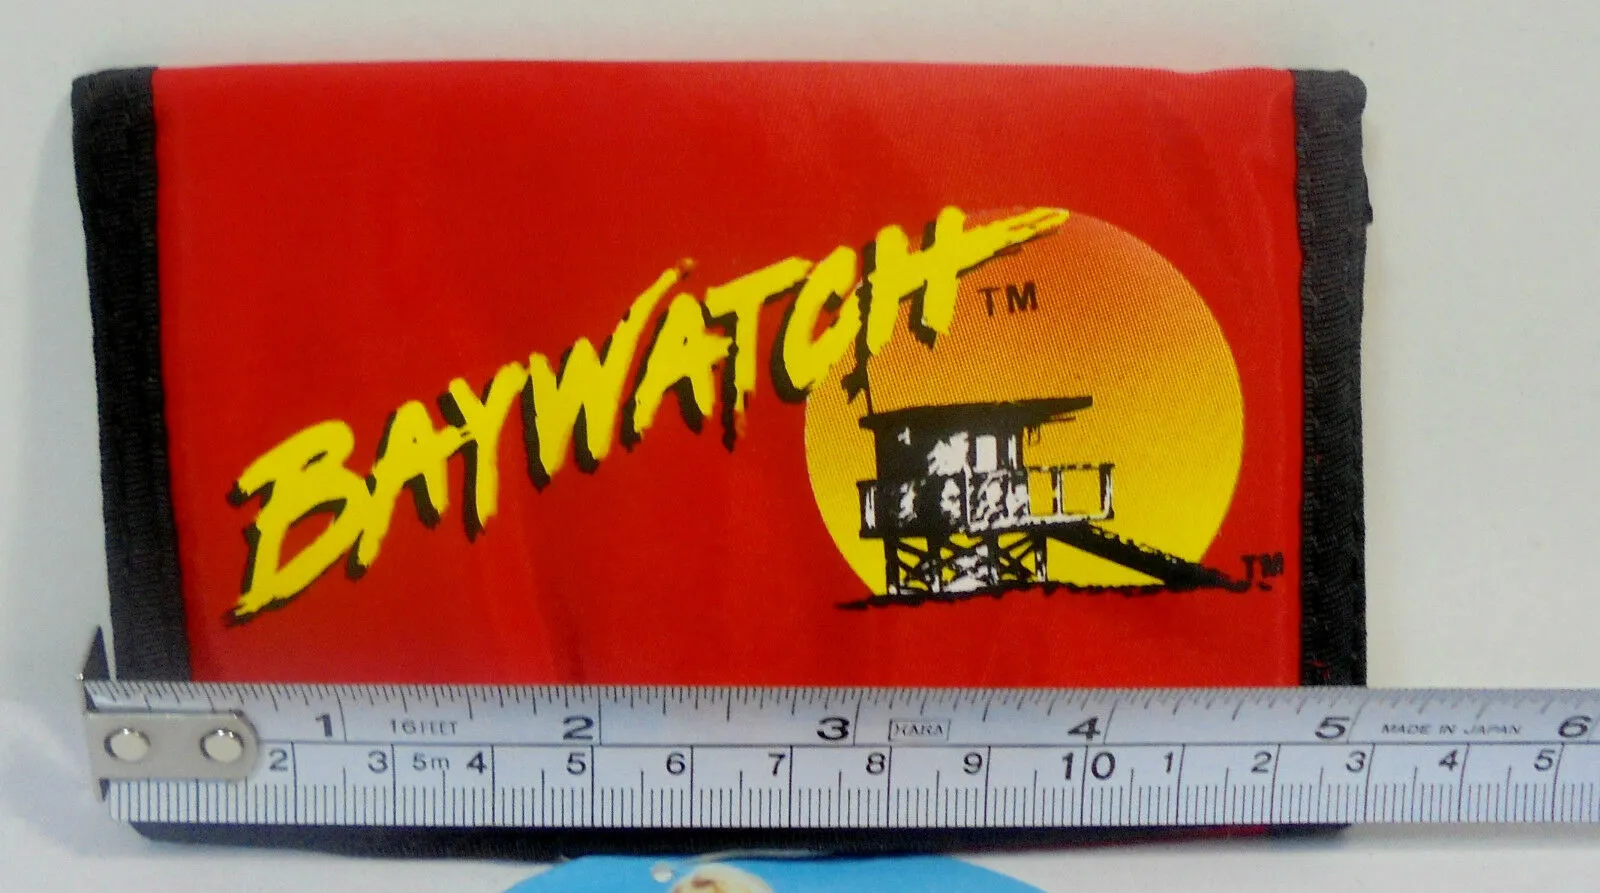 BAYWATCH
TM
TM
1 16 FEET 2 3 HARA 4 5 MADE IN JAPAN 6
2 3 5m 4 5 6 7 8 9 10 1 2 3 4 5